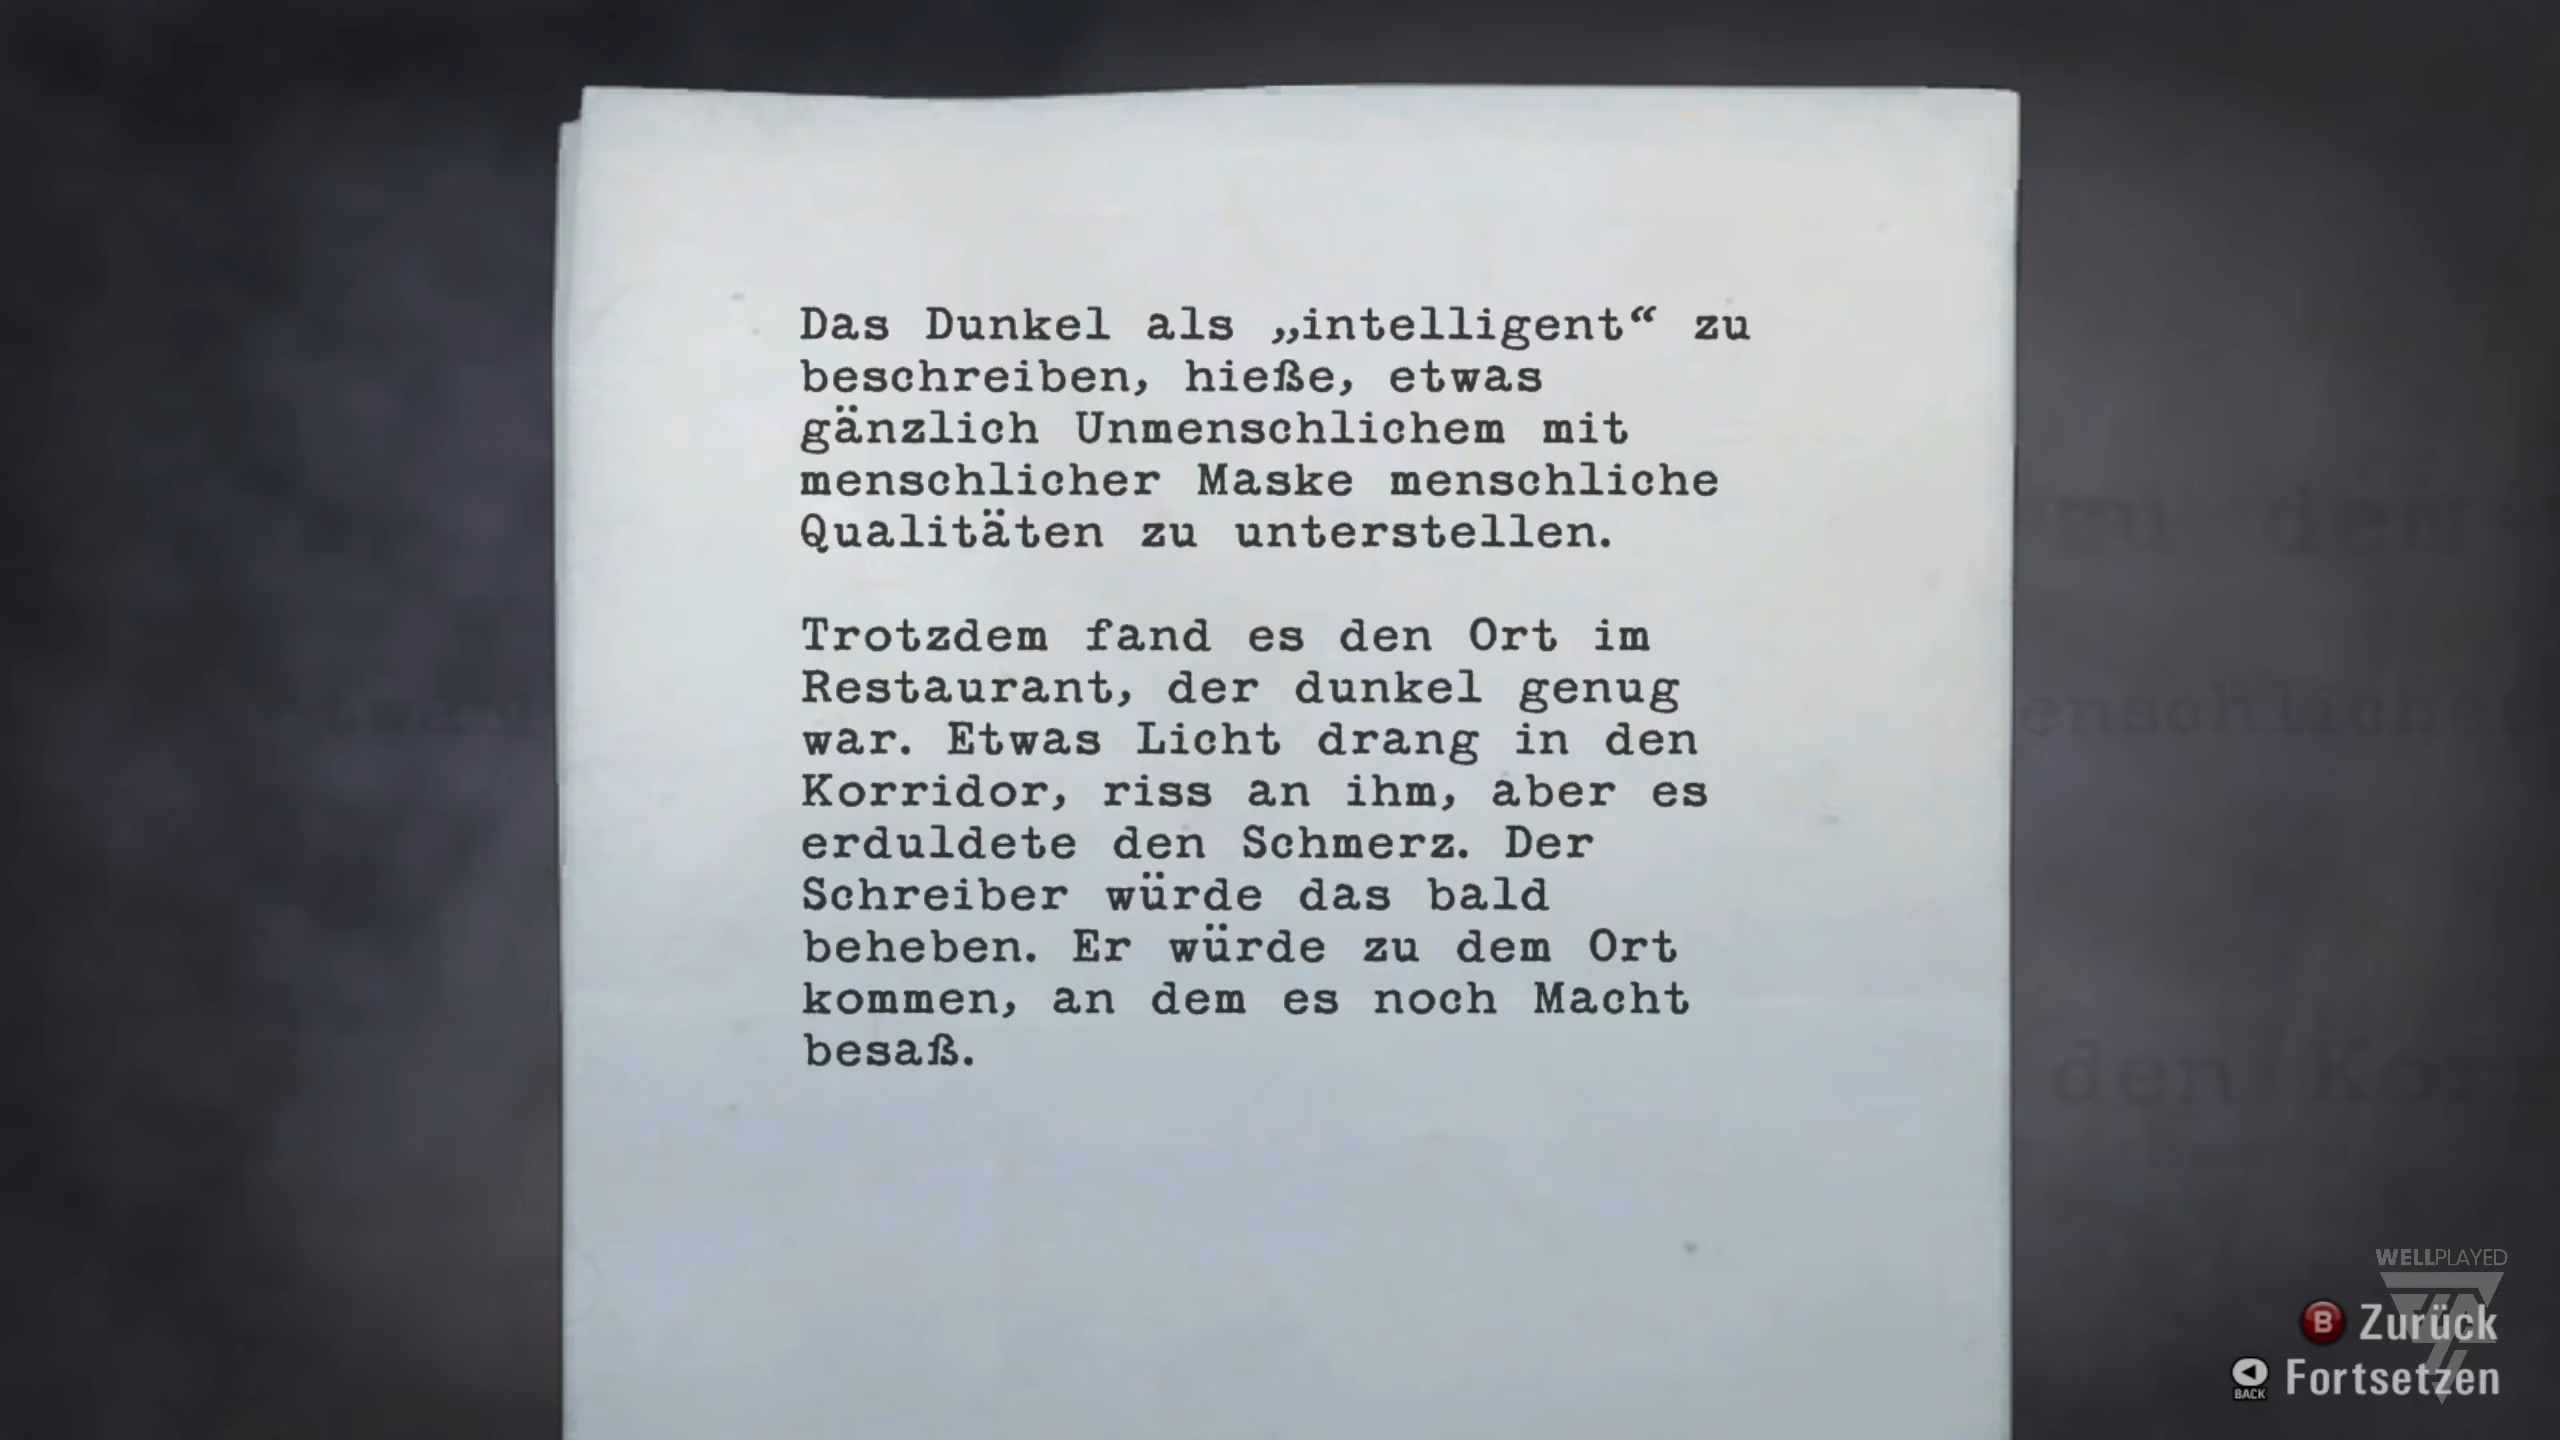 Das Dunkel als „intelligent“ zu
beschreiben, hieße, etwas
gänzlich Unmenschlichem mit
menschlicher Maske menschliche
Qualitäten zu unterstellen.
Trotzdem fand es den Ort im
Restaurant, der dunkel genug
war. Etwas Licht drang in den
Korridor, riss an ihm, aber es
erduldete den Schmerz. Der
Schreiber würde das bald
beheben. Er würde zu dem Ort
kommen, an dem es noch Macht
besaß.
WELLPLAYED
B Zurück
BACK Fortsetzen